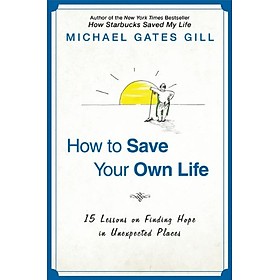 Author of the New York Times Bestseller
How Starbucks Saved My Life
MICHAEL GATES GILL
How to Save
Your Own Life
15 Lessons on Finding Hope
in Unexpected Places